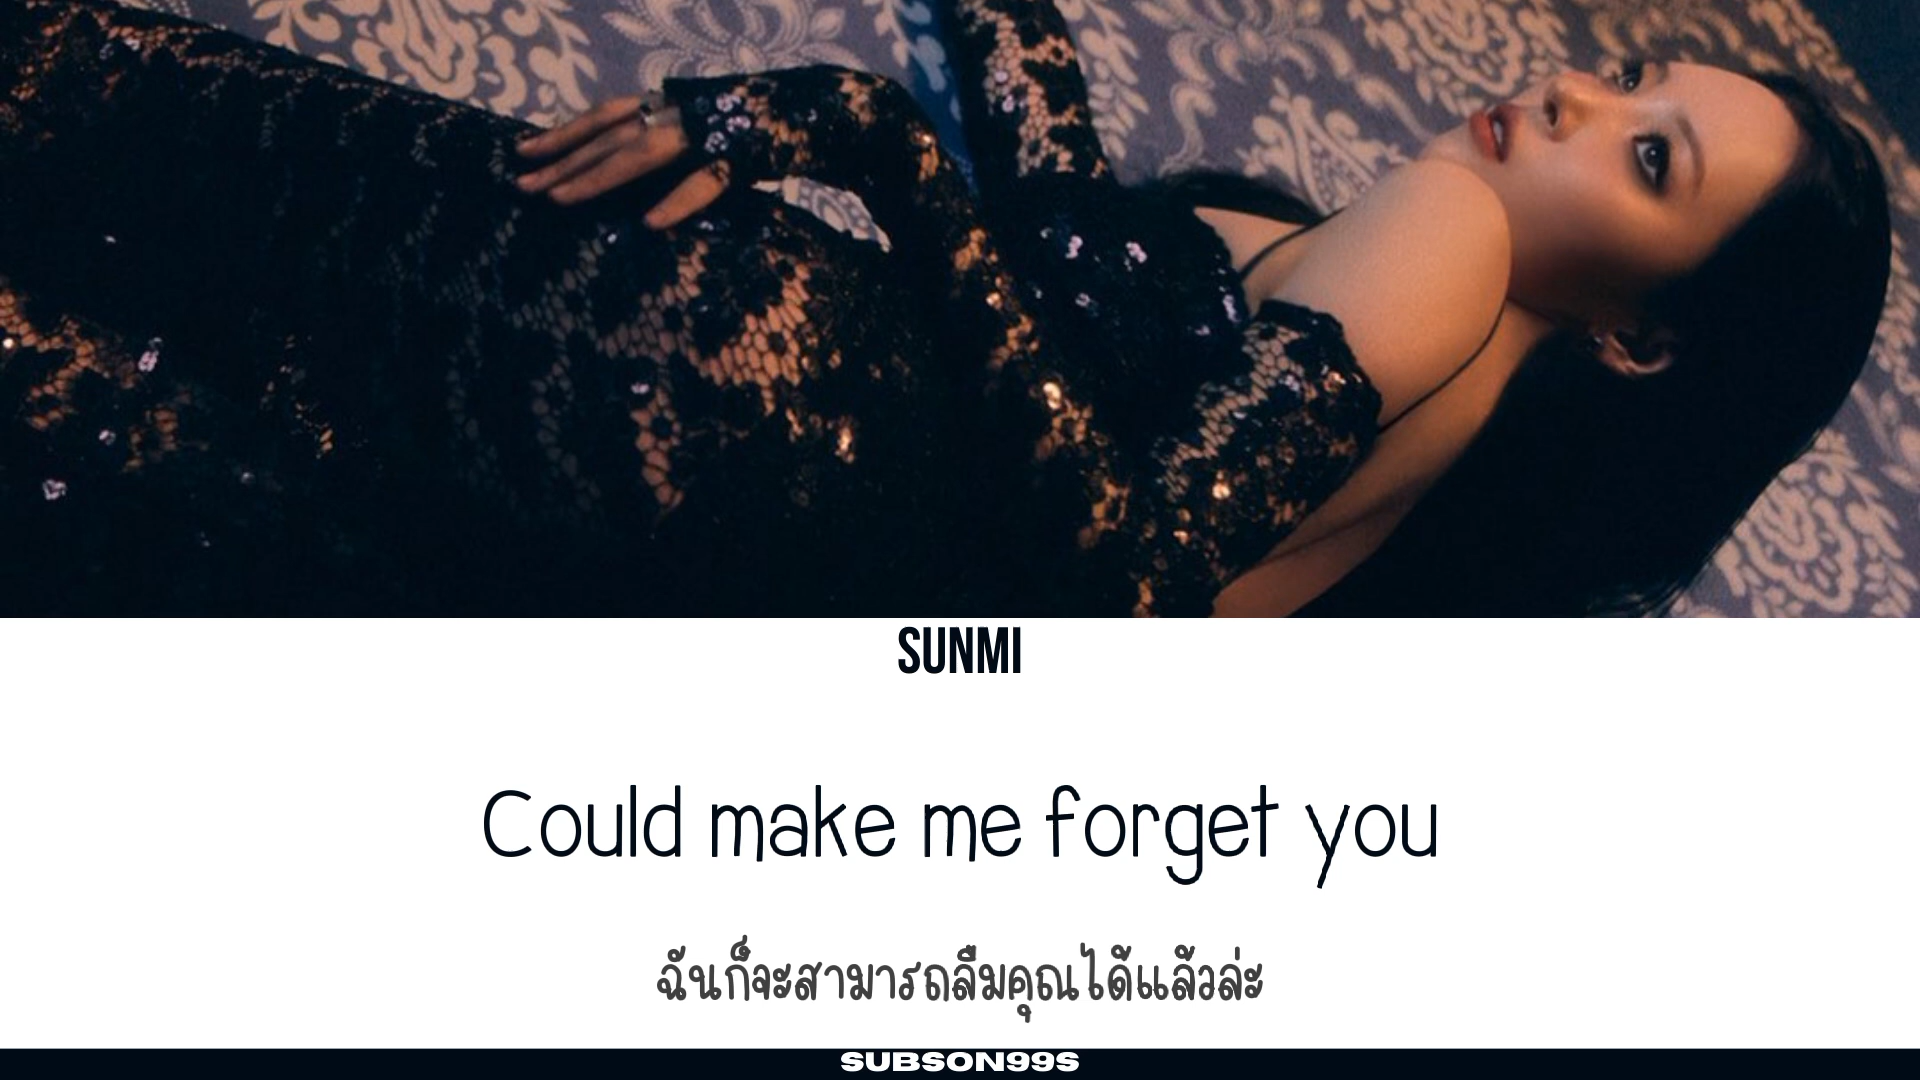 SUNMI
Could make me forget you
ฉันก็จะสามารถลืมคุณได้แล้วล่ะ
SUBSON99S